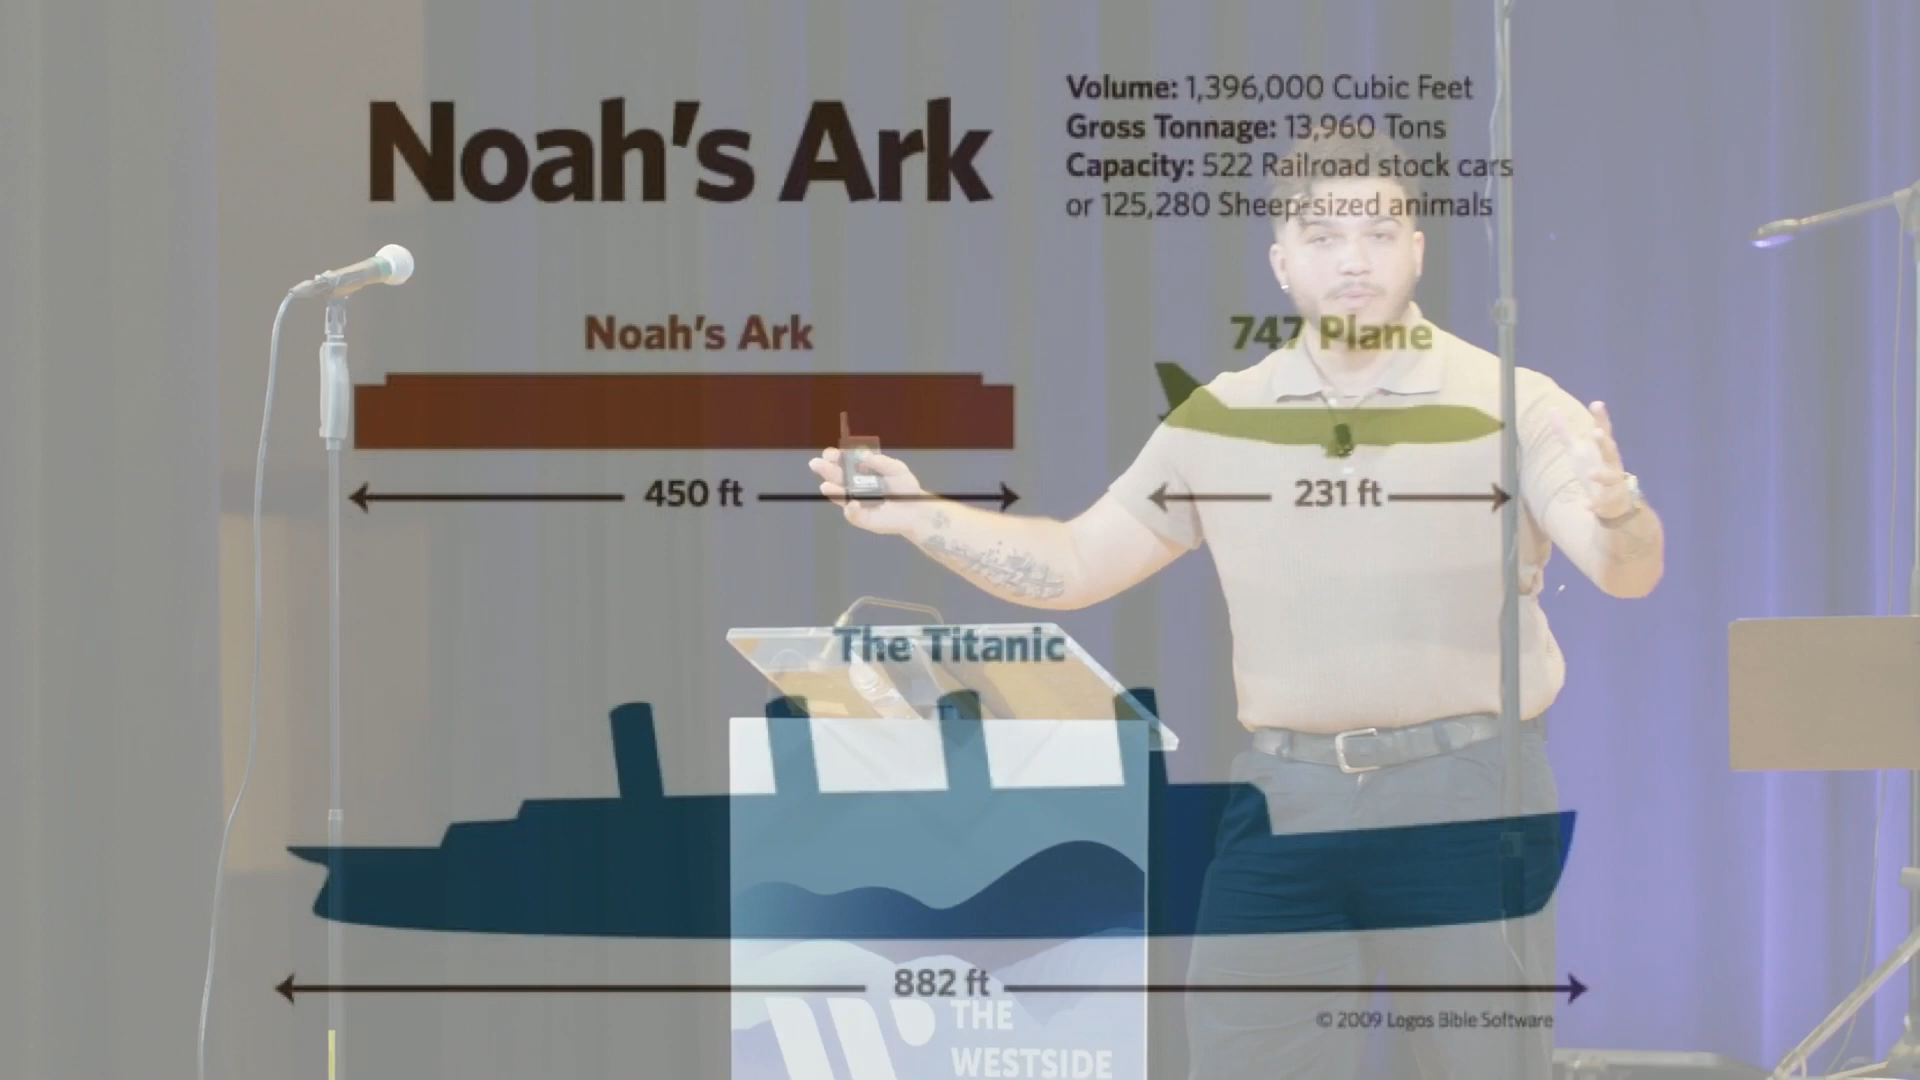 Noah's Ark
Volume: 1,396,000 Cubic Feet
Gross Tonnage: 13,960 Tons
Capacity: 522 Railroad stock cars
or 125,280 Sheep-sized animals
Noah's Ark
747 Plane
450 ft
231 ft
The Titanic
882 ft
© 2009 Logos Bible Software
THE
WESTSIDE